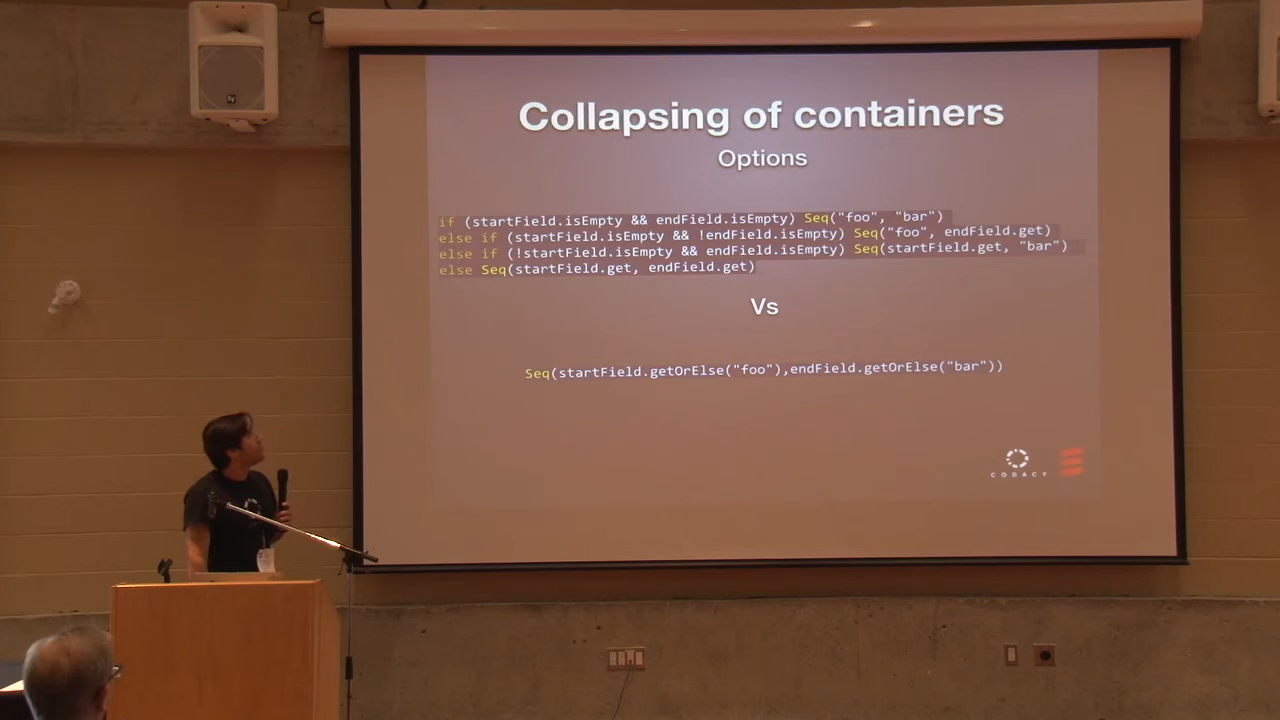 Collapsing of containers
Options
if (startField.isEmpty && endField.isEmpty) Seq("foo", "bar")
else if (startField.isEmpty && !endField.isEmpty) Seq("foo", endField.get)
else if (!startField.isEmpty && endField.isEmpty) Seq(startField.get, "bar")
else Seq(startField.get, endField.get)
Vs
Seq(startField.getOrElse("foo"),endField.getOrElse("bar"))
CODACY